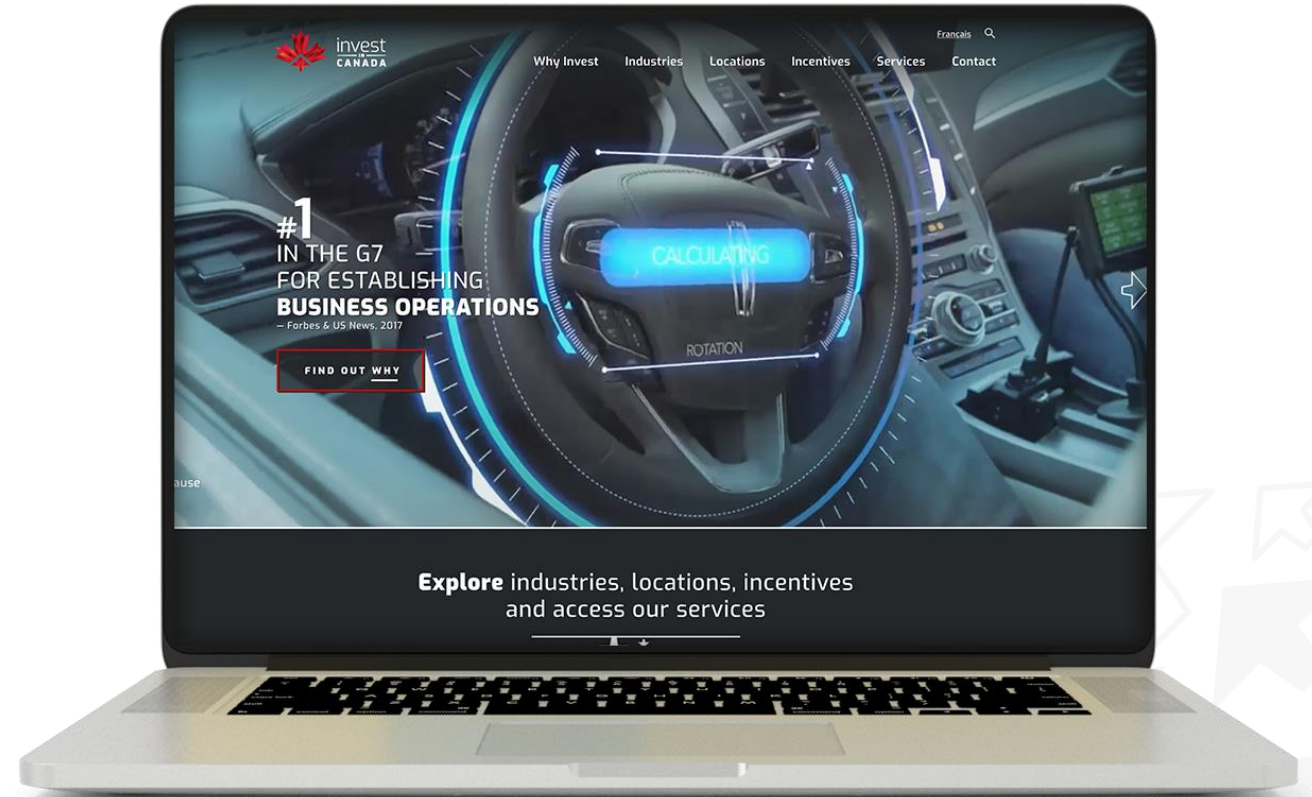 invest
IN
CANADA
Français
Why Invest Industries Locations Incentives Services Contact
#1
IN THE G7
FOR ESTABLISHING
BUSINESS OPERATIONS
— Forbes & US News, 2017
FIND OUT WHY
CALCULATING
ROTATION
ause
Explore industries, locations, incentives
and access our services